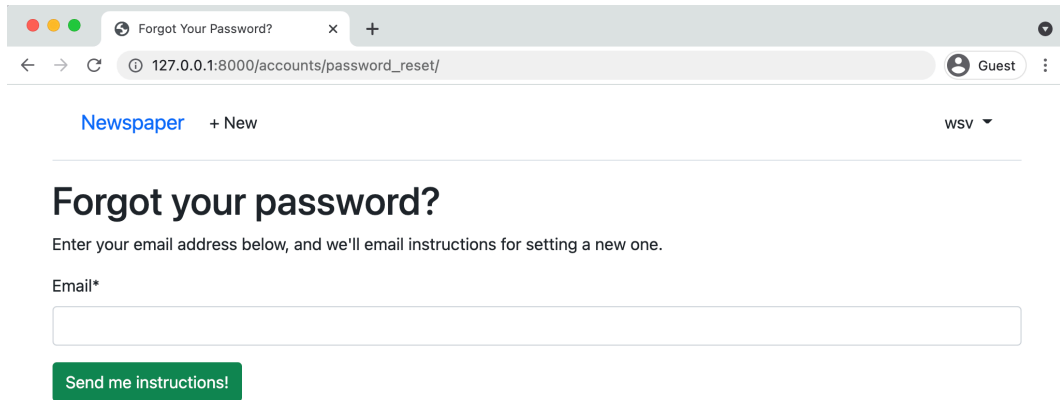 Forgot Your Password?
127.0.0.1:8000/accounts/password_reset/
Guest
Newspaper + New wsv
Forgot your password?
Enter your email address below, and we'll email instructions for setting a new one.
Email*
Send me instructions!